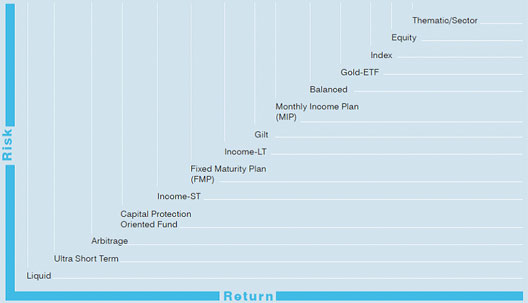 Thematic/Sector
Equity
Index
Gold-ETF
Balanced
Monthly Income Plan
(MIP)
Gilt
Income-LT
Fixed Maturity Plan
(FMP)
Income-ST
Capital Protection
Oriented Fund
Arbitrage
Ultra Short Term
Liquid
Risk
Return